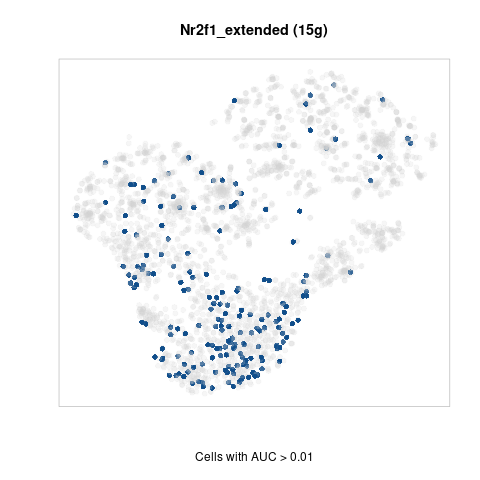 Nr2f1_extended (15g)
Cells with AUC > 0.01